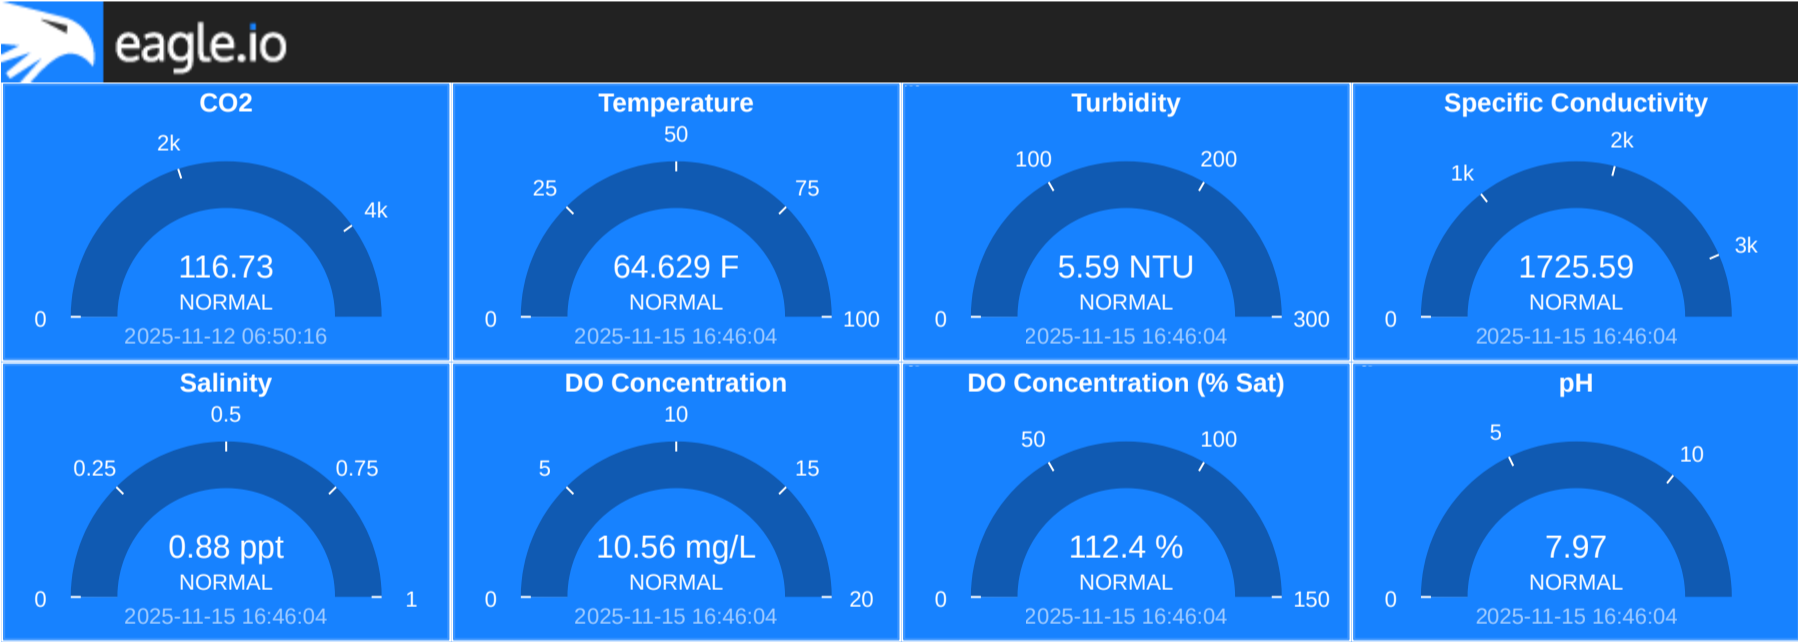 eagle.io
CO2
0
2k
4k
116.73
NORMAL
2025-11-12 06:50:16
Temperature
0
25
50
75
100
64.629 F
NORMAL
2025-11-15 16:46:04
Turbidity
0
100
200
300
5.59 NTU
NORMAL
2025-11-15 16:46:04
Specific Conductivity
0
1k
2k
3k
1725.59
NORMAL
2025-11-15 16:46:04
Salinity
0
0.25
0.5
0.75
1
0.88 ppt
NORMAL
2025-11-15 16:46:04
DO Concentration
0
5
10
15
20
10.56 mg/L
NORMAL
2025-11-15 16:46:04
DO Concentration (% Sat)
0
50
100
150
112.4 %
NORMAL
2025-11-15 16:46:04
pH
0
5
10
7.97
NORMAL
2025-11-15 16:46:04